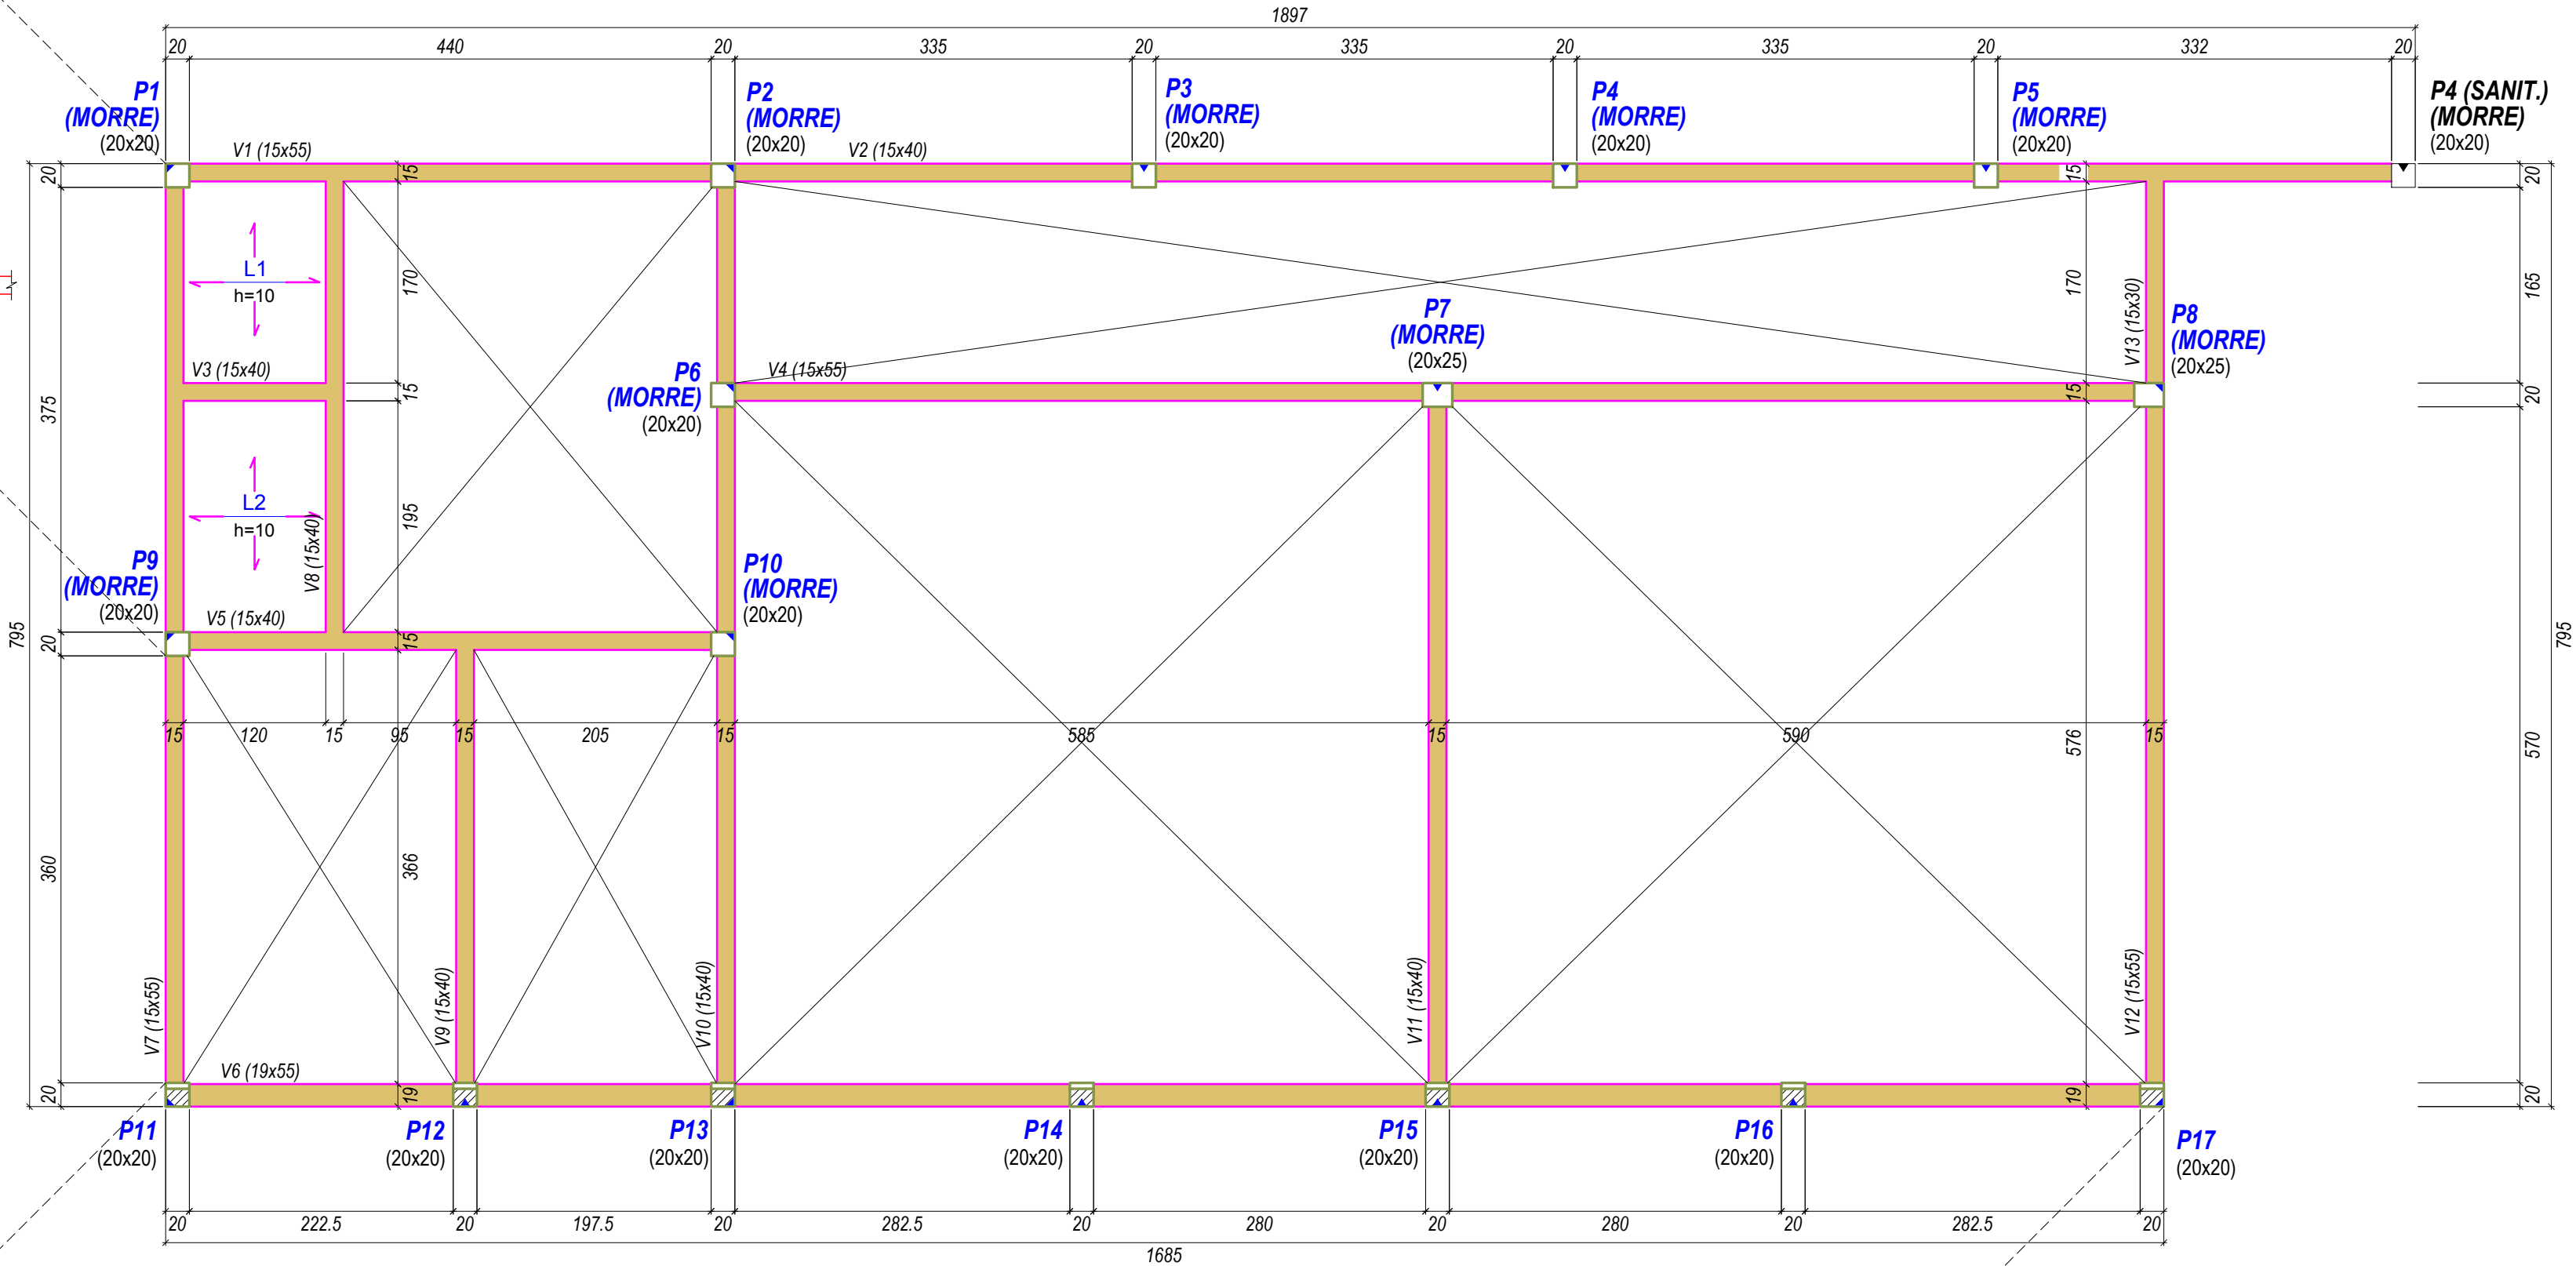 1897
20
440
20
335
20
335
20
335
20
332
20
P1
(MORRE)
(20x20)
P2
(MORRE)
(20x20)
P3
(MORRE)
(20x20)
P4
(MORRE)
(20x20)
P5
(MORRE)
(20x20)
P4 (SANIT.)
(MORRE)
(20x20)
V1 (15x55)
V2 (15x40)
20
15
15
20
L1
h=10
170
170
165
V13 (15x30)
P7
(MORRE)
(20x25)
P8
(MORRE)
(20x25)
V3 (15x40)
P6
(MORRE)
(20x20)
V4 (15x55)
15
15
20
375
L2
h=10
195
V8 (15x40)
P9
(MORRE)
(20x20)
P10
(MORRE)
(20x20)
V5 (15x40)
795
20
15
795
15
120
15
95
15
205
15
585
15
590
15
576
570
360
366
V7 (15x55)
V9 (15x40)
V10 (15x40)
V11 (15x40)
V12 (15x55)
V6 (19x55)
20
19
19
20
P11
(20x20)
P12
(20x20)
P13
(20x20)
P14
(20x20)
P15
(20x20)
P16
(20x20)
P17
(20x20)
20
222.5
20
197.5
20
282.5
20
280
20
280
20
282.5
20
1685